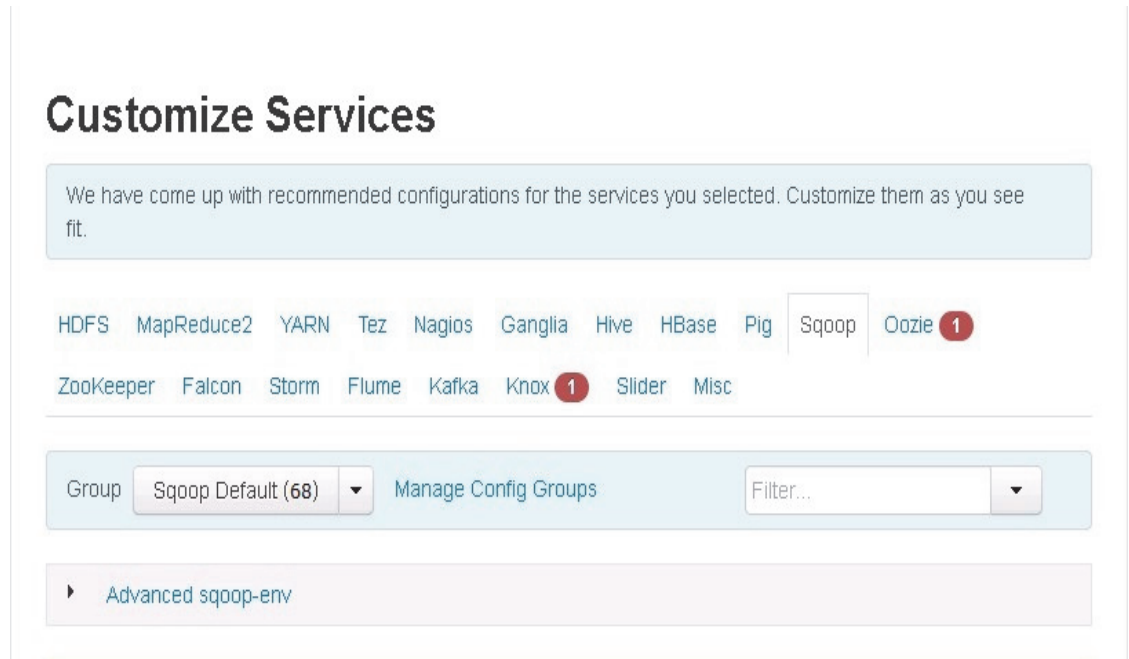 Customize Services
We have come up with recommended configurations for the services you selected. Customize them as you see
fit.
HDFS MapReduce2 YARN Tez Nagios Ganglia Hive HBase Pig Sqoop Oozie 1
ZooKeeper Falcon Storm Flume Kafka Knox 1 Slider Misc
Group Sqoop Default (68) Manage Config Groups Filter...
Advanced sqoop-env